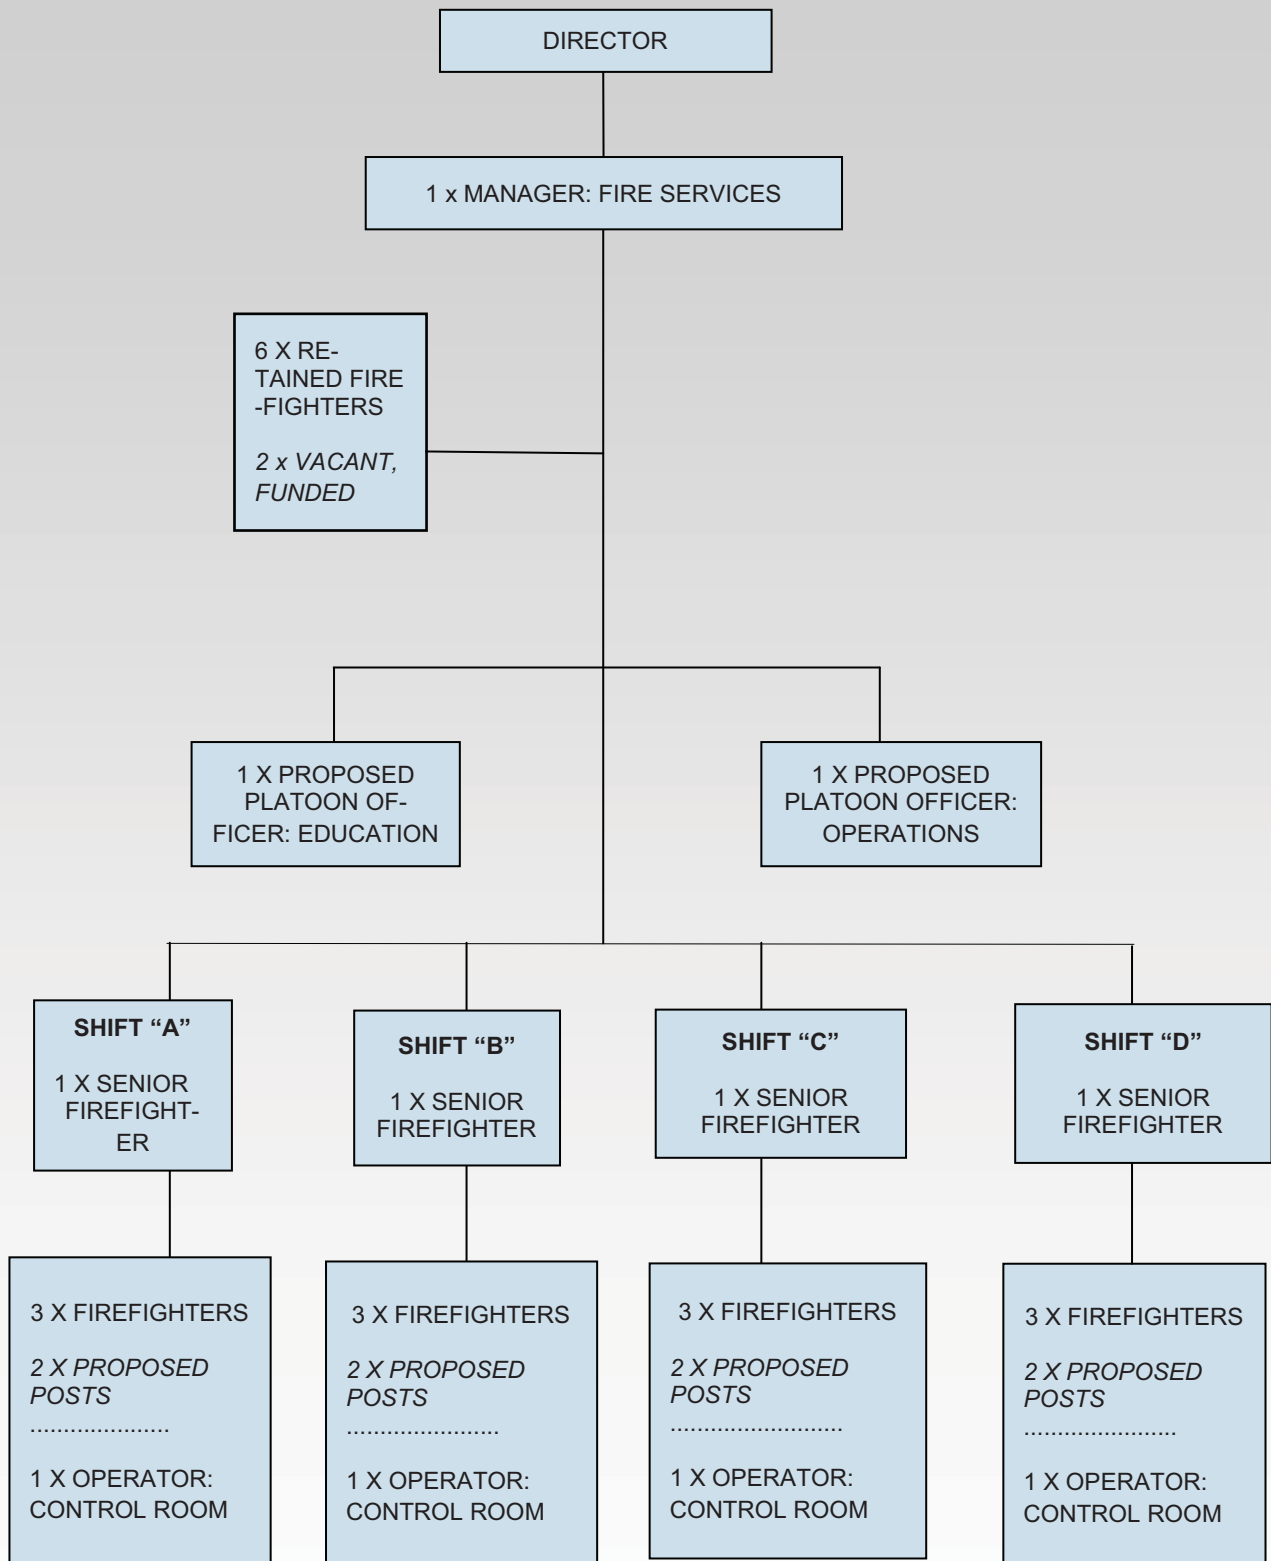 DIRECTOR
1 x MANAGER: FIRE SERVICES
6 X RE-
TAINED FIRE
-FIGHTERS
2 x VACANT,
FUNDED
1 X PROPOSED
PLATOON OF-
FICER: EDUCATION
1 X PROPOSED
PLATOON OFFICER:
OPERATIONS
SHIFT “A”
1 X SENIOR
FIREFIGHT-
ER
SHIFT “B”
1 X SENIOR
FIREFIGHTER
SHIFT “C”
1 X SENIOR
FIREFIGHTER
SHIFT “D”
1 X SENIOR
FIREFIGHTER
3 X FIREFIGHTERS
2 X PROPOSED
POSTS
.....................
1 X OPERATOR:
CONTROL ROOM
3 X FIREFIGHTERS
2 X PROPOSED
POSTS
.......................
1 X OPERATOR:
CONTROL ROOM
3 X FIREFIGHTERS
2 X PROPOSED
POSTS
..........................
1 X OPERATOR:
CONTROL ROOM
3 X FIREFIGHTERS
2 X PROPOSED
POSTS
.......................
1 X OPERATOR:
CONTROL ROOM